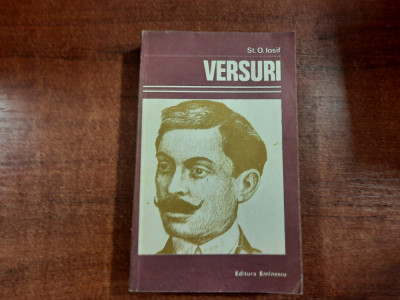 St. O. Iosif
VERSURI
Editura Eminescu